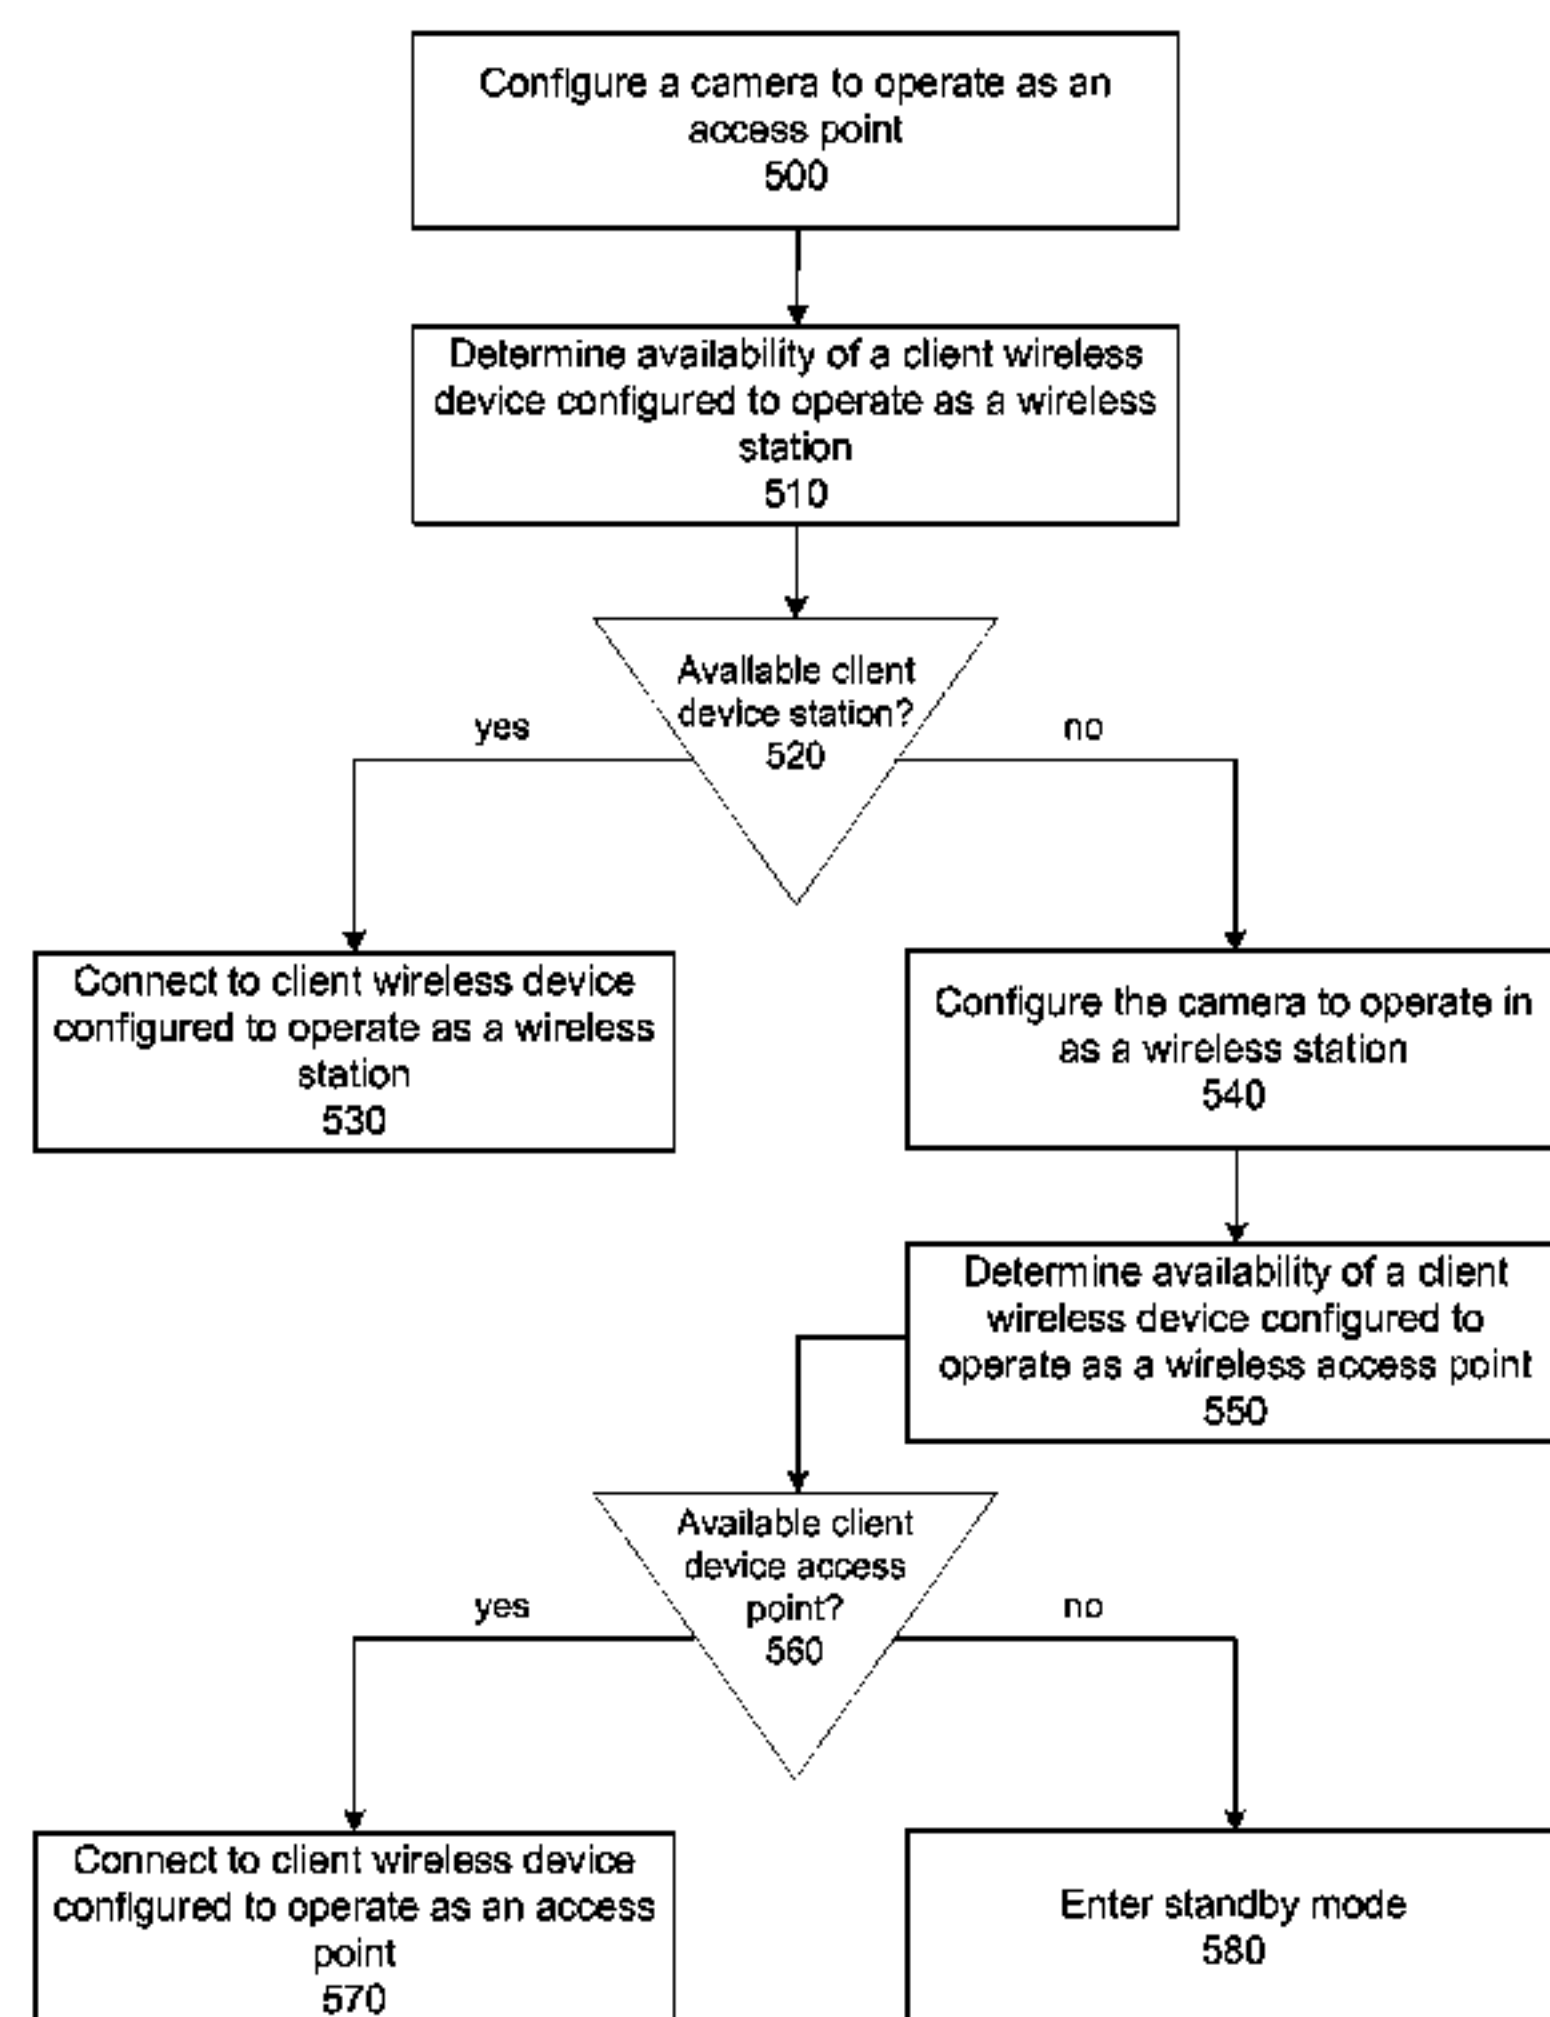 Configure a camera to operate as an
access point
500
Determine availability of a client wireless
device configured to operate as a wireless
station
510
Available client
device station?
520
yes
no
Connect to client wireless device
configured to operate as a wireless
station
530
Configure the camera to operate in
as a wireless station
540
Determine availability of a client
wireless device configured to
operate as a wireless access point
550
Available client
device access
point?
560
yes
no
Connect to client wireless device
configured to operate as an access
point
570
Enter standby mode
580